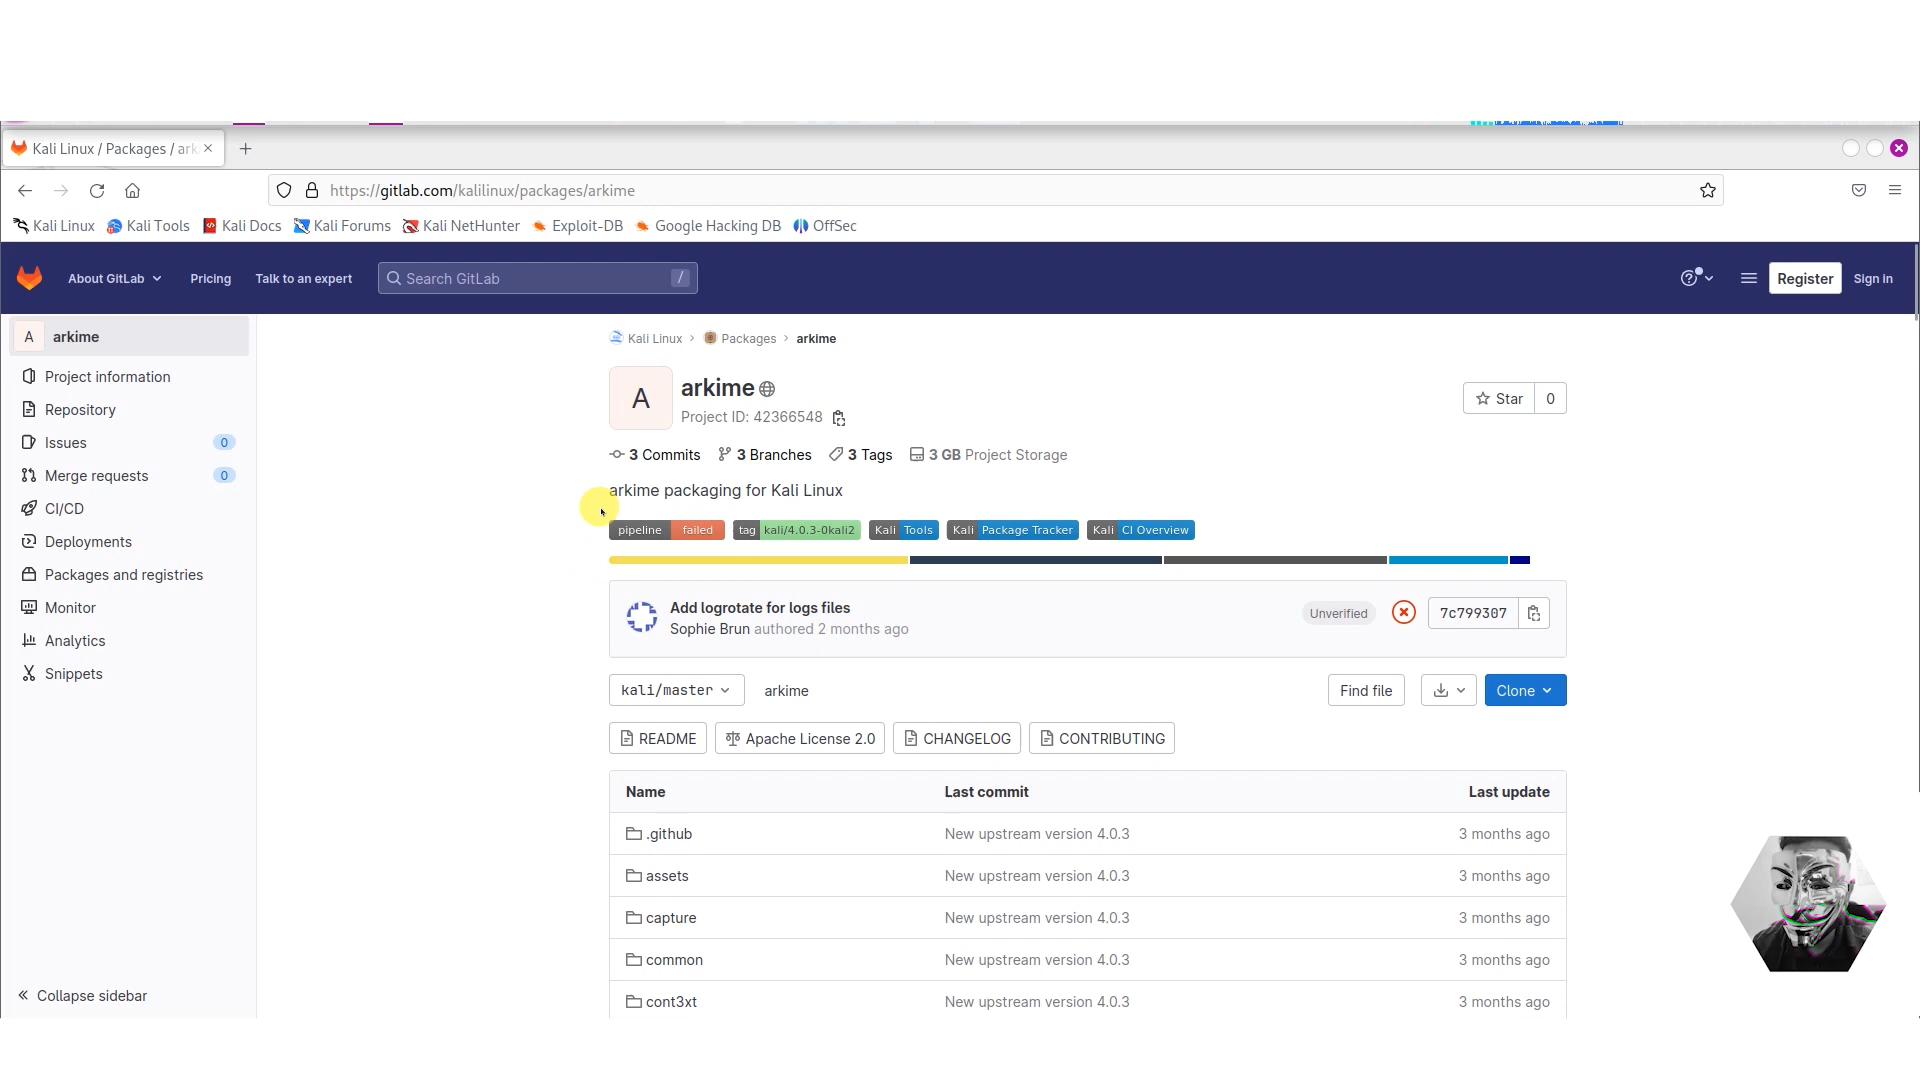 Kali Linux / Packages / ark
https://gitlab.com/kalilinux/packages/arkime
Kali Linux Kali Tools Kali Docs Kali Forums Kali NetHunter Exploit-DB Google Hacking DB OffSec
About GitLab Pricing Talk to an expert Search GitLab / Register Sign in
A arkime
Project information
Repository
Issues 0
Merge requests 0
CI/CD
Deployments
Packages and registries
Monitor
Analytics
Snippets
Collapse sidebar
Kali Linux › Packages › arkime
A
arkime
Project ID: 42366548
Star 0
3 Commits 3 Branches 3 Tags 3 GB Project Storage
arkime packaging for Kali Linux
pipeline failed tag kali/4.0.3-0kali2 Kali Tools Kali Package Tracker Kali CI Overview
Add logrotate for logs files
Sophie Brun authored 2 months ago
Unverified 7c799307
kali/master arkime Find file Clone
README Apache License 2.0 CHANGELOG CONTRIBUTING
Name Last commit Last update
.github New upstream version 4.0.3 3 months ago
assets New upstream version 4.0.3 3 months ago
capture New upstream version 4.0.3 3 months ago
common New upstream version 4.0.3 3 months ago
cont3xt New upstream version 4.0.3 3 months ago